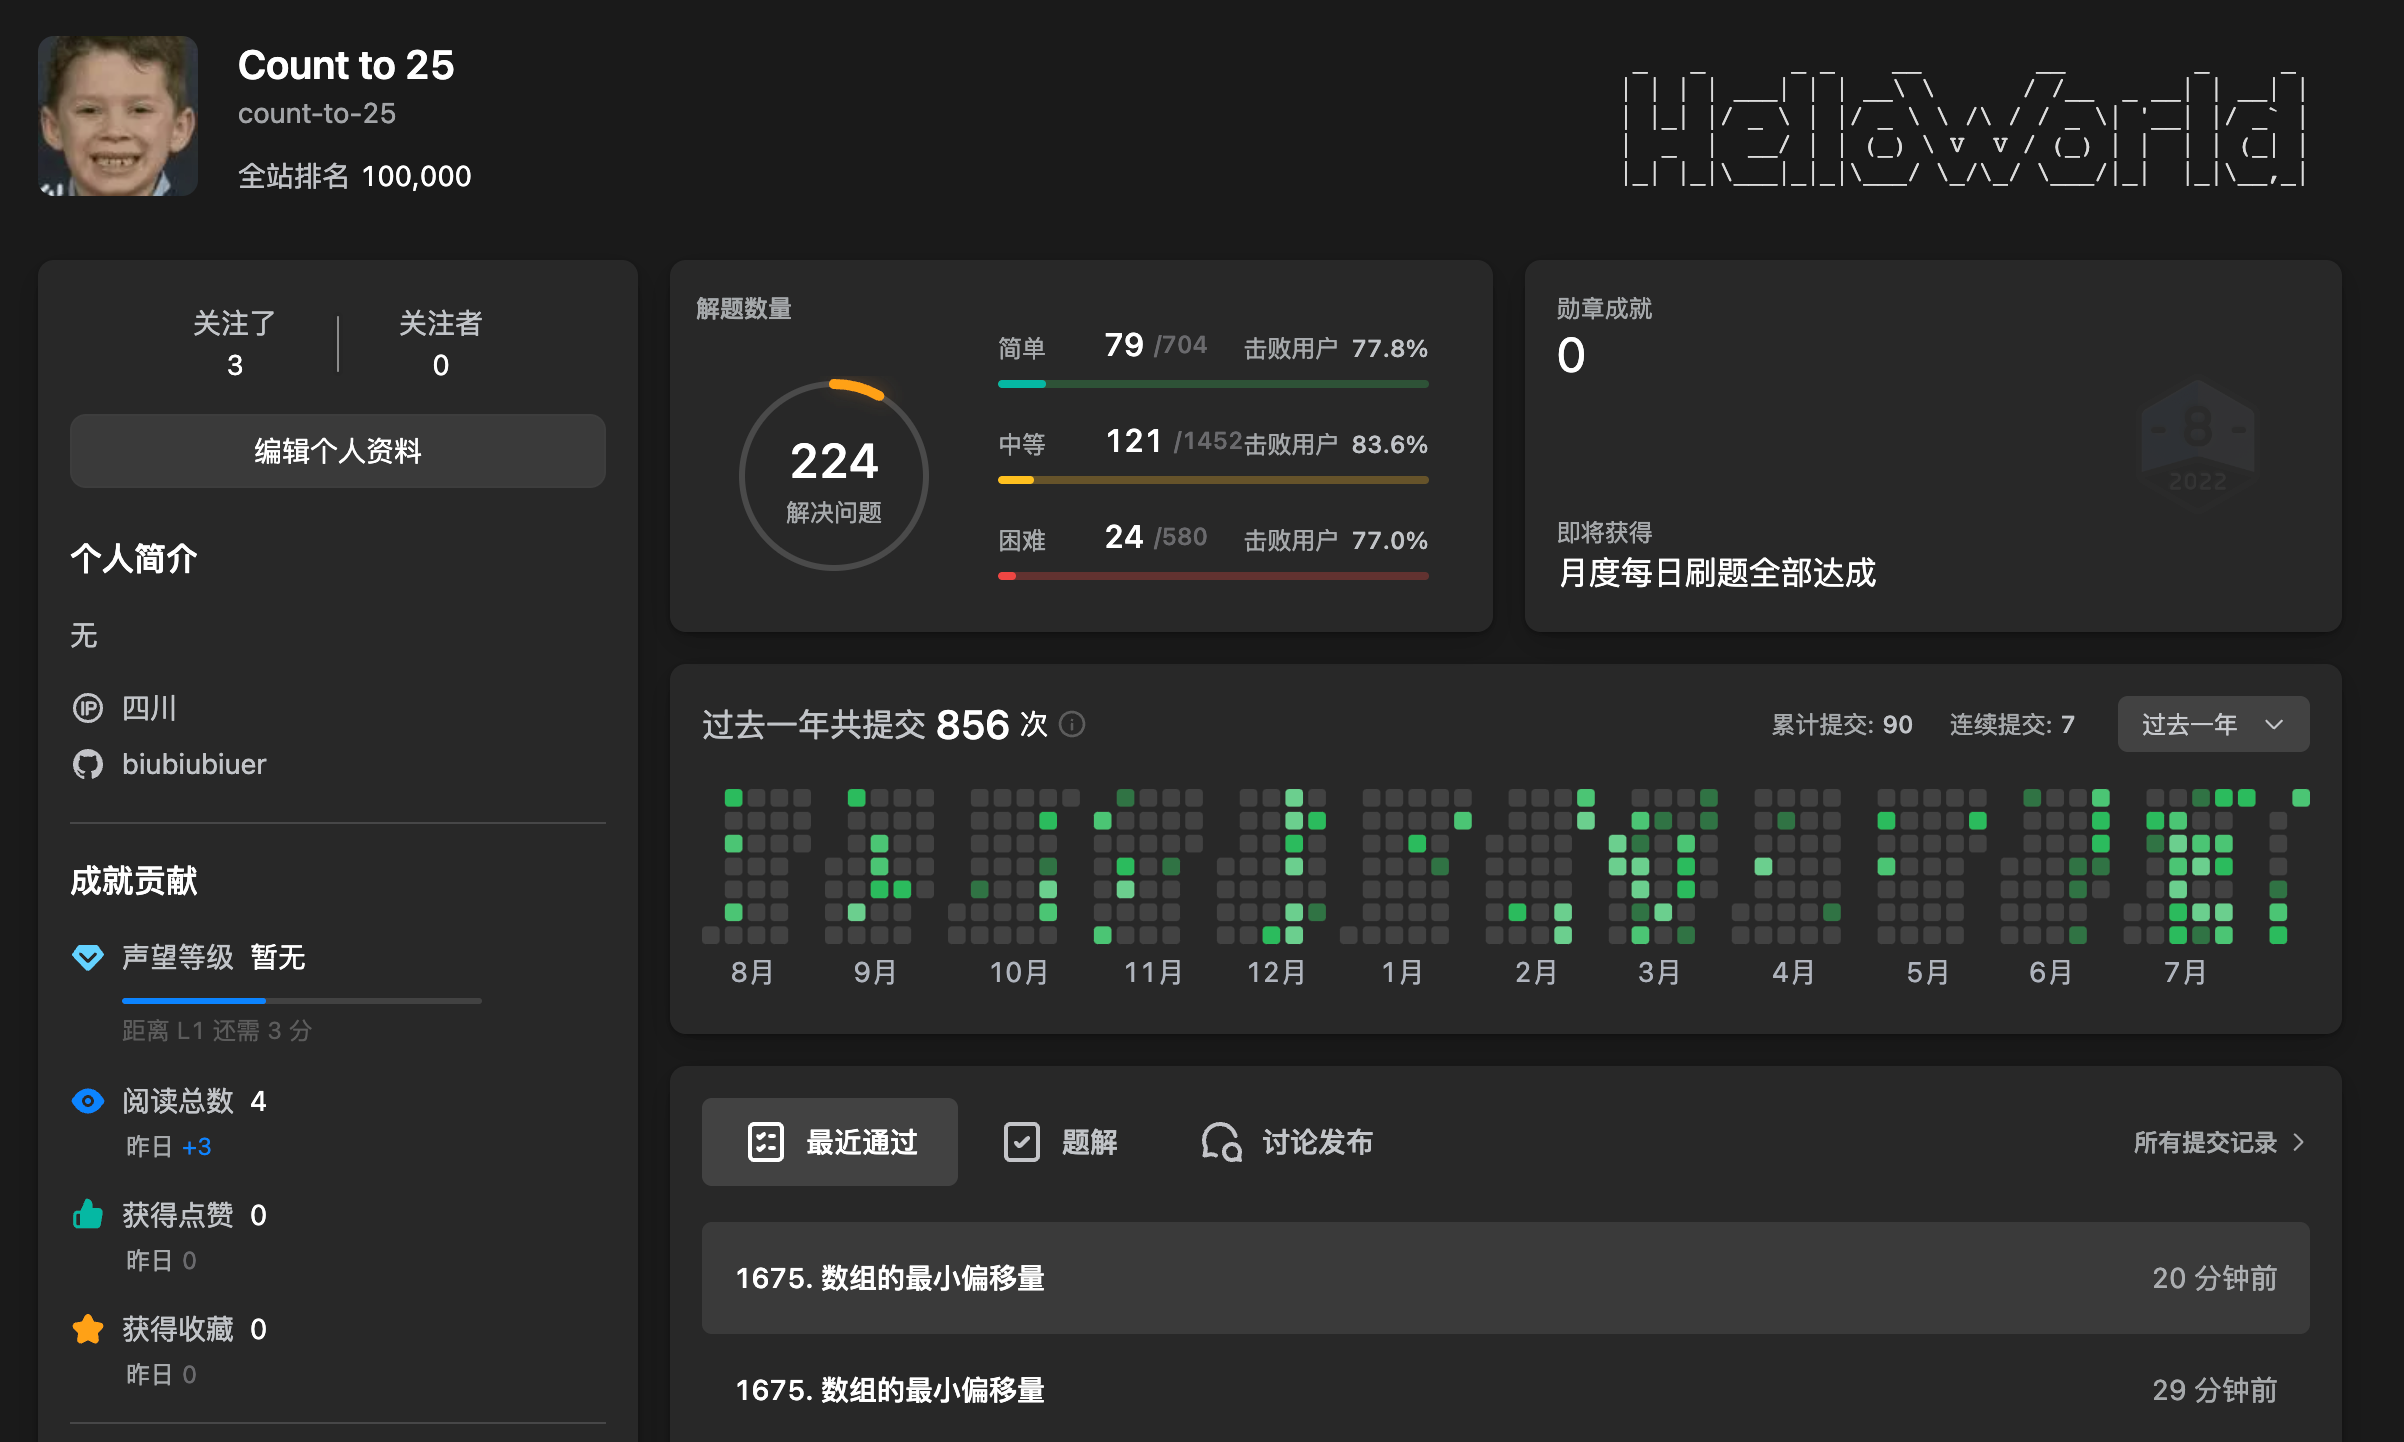 Count to 25
count-to-25
全站排名 100,000
HelloWorld
关注了
3
关注者
0
编辑个人资料
个人简介
无
IP 四川
biubiubiuer
成就贡献
声望等级 暂无
距离 L1 还需 3 分
阅读总数 4
昨日 +3
获得点赞 0
昨日 0
获得收藏 0
昨日 0
解题数量
224
解决问题
简单 79 /704 击败用户 77.8%
中等 121 /1452 击败用户 83.6%
困难 24 /580 击败用户 77.0%
勋章成就
0
8
2022
即将获得
月度每日刷题全部达成
过去一年共提交 856 次
累计提交: 90 连续提交: 7 过去一年
8月 9月 10月 11月 12月 1月 2月 3月 4月 5月 6月 7月
最近通过 题解 讨论发布 所有提交记录
1675. 数组的最小偏移量 20 分钟前
1675. 数组的最小偏移量 29 分钟前